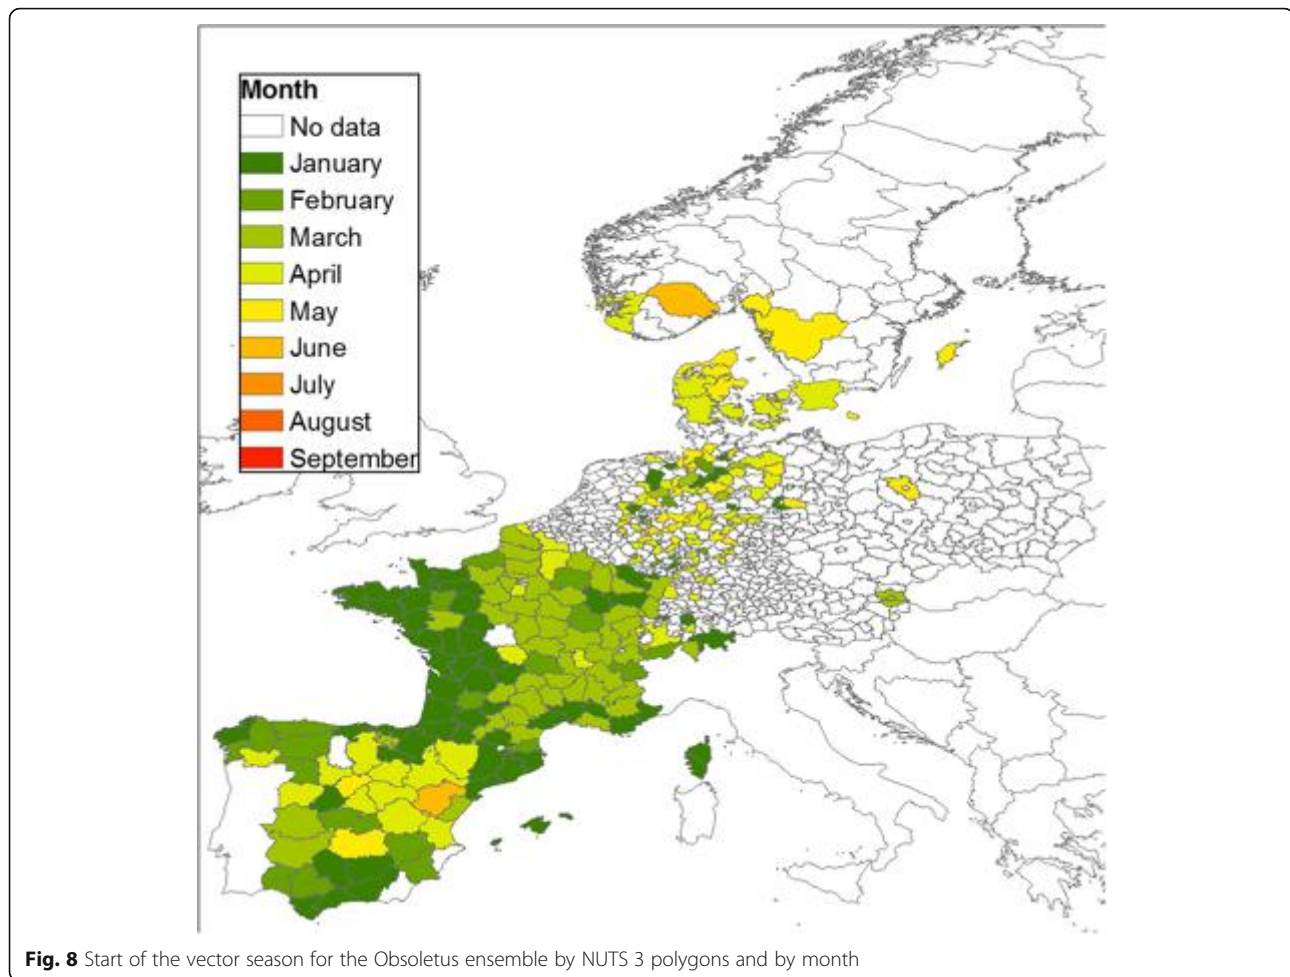 Month
No data
January
February
March
April
May
June
July
August
September
Fig. 8 Start of the vector season for the Obsoletus ensemble by NUTS 3 polygons and by month